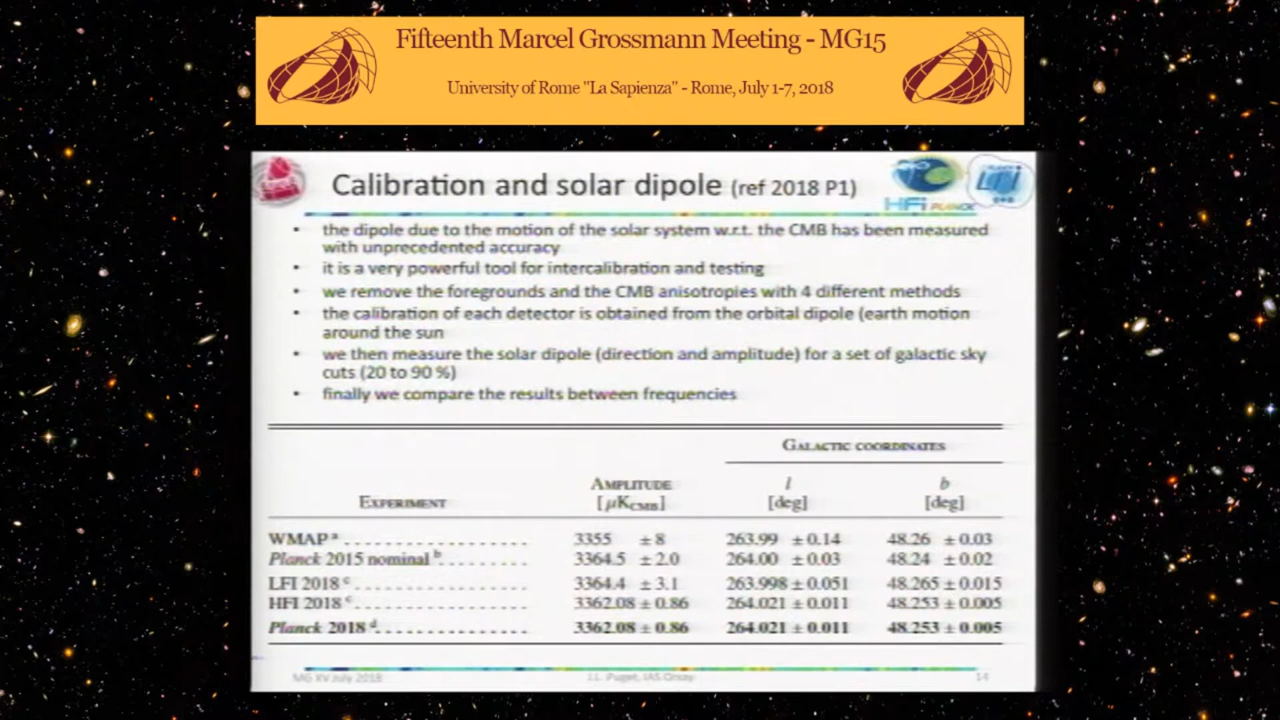 Fifteenth Marcel Grossmann Meeting - MG15
University of Rome "La Sapienza" - Rome, July 1-7, 2018
Calibration and solar dipole (ref 2018 P1)
HFi PLANCK
• the dipole due to the motion of the solar system w.r.t. the CMB has been measured
with unprecedented accuracy
• it is a very powerful tool for intercalibration and testing
• we remove the foregrounds and the CMB anisotropies with 4 different methods
• the calibration of each detector is obtained from the orbital dipole (earth motion
around the sun
• we then measure the solar dipole (direction and amplitude) for a set of galactic sky
cuts (20 to 90 %)
• finally we compare the results between frequencies
GALACTIC COORDINATES
AMPLITUDE l b
EXPERIMENT [μKCMB] [deg] [deg]
WMAP a .................. 3355 ± 8 263.99 ± 0.14 48.26 ± 0.03
Planck 2015 nominal b .......... 3364.5 ± 2.0 264.00 ± 0.03 48.24 ± 0.02
LFI 2018 c ................. 3364.4 ± 3.1 263.998 ± 0.051 48.265 ± 0.015
HFI 2018 c ................. 3362.08 ± 0.86 264.021 ± 0.011 48.253 ± 0.005
Planck 2018 d ............... 3362.08 ± 0.86 264.021 ± 0.011 48.253 ± 0.005
MG XV July 2018 J.L. Puget, IAS Orsay 14